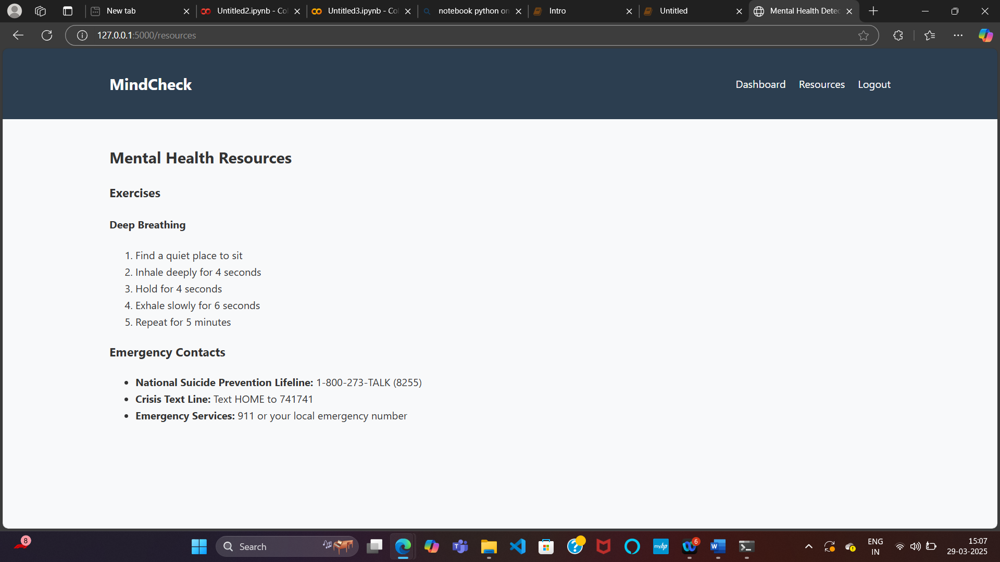 New tab
Untitled2.ipynb - Col
Untitled3.ipynb - Col
notebook python on
Intro
Untitled
Mental Health Detec
127.0.0.1:5000/resources
MindCheck
Dashboard
Resources
Logout
Mental Health Resources
Exercises
Deep Breathing
1. Find a quiet place to sit
2. Inhale deeply for 4 seconds
3. Hold for 4 seconds
4. Exhale slowly for 6 seconds
5. Repeat for 5 minutes
Emergency Contacts
• National Suicide Prevention Lifeline: 1-800-273-TALK (8255)
• Crisis Text Line: Text HOME to 741741
• Emergency Services: 911 or your local emergency number
8
Search
myhp
6
ENG
IN
15:07
29-03-2025